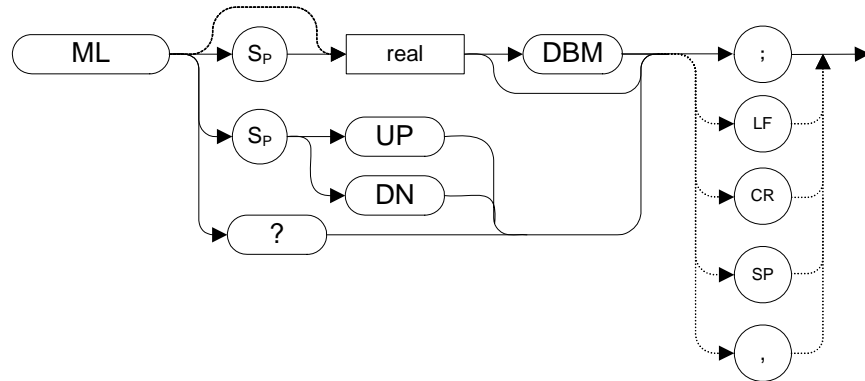 ML
SP
real
DBM
;
SP
UP
LF
DN
CR
?
SP
,